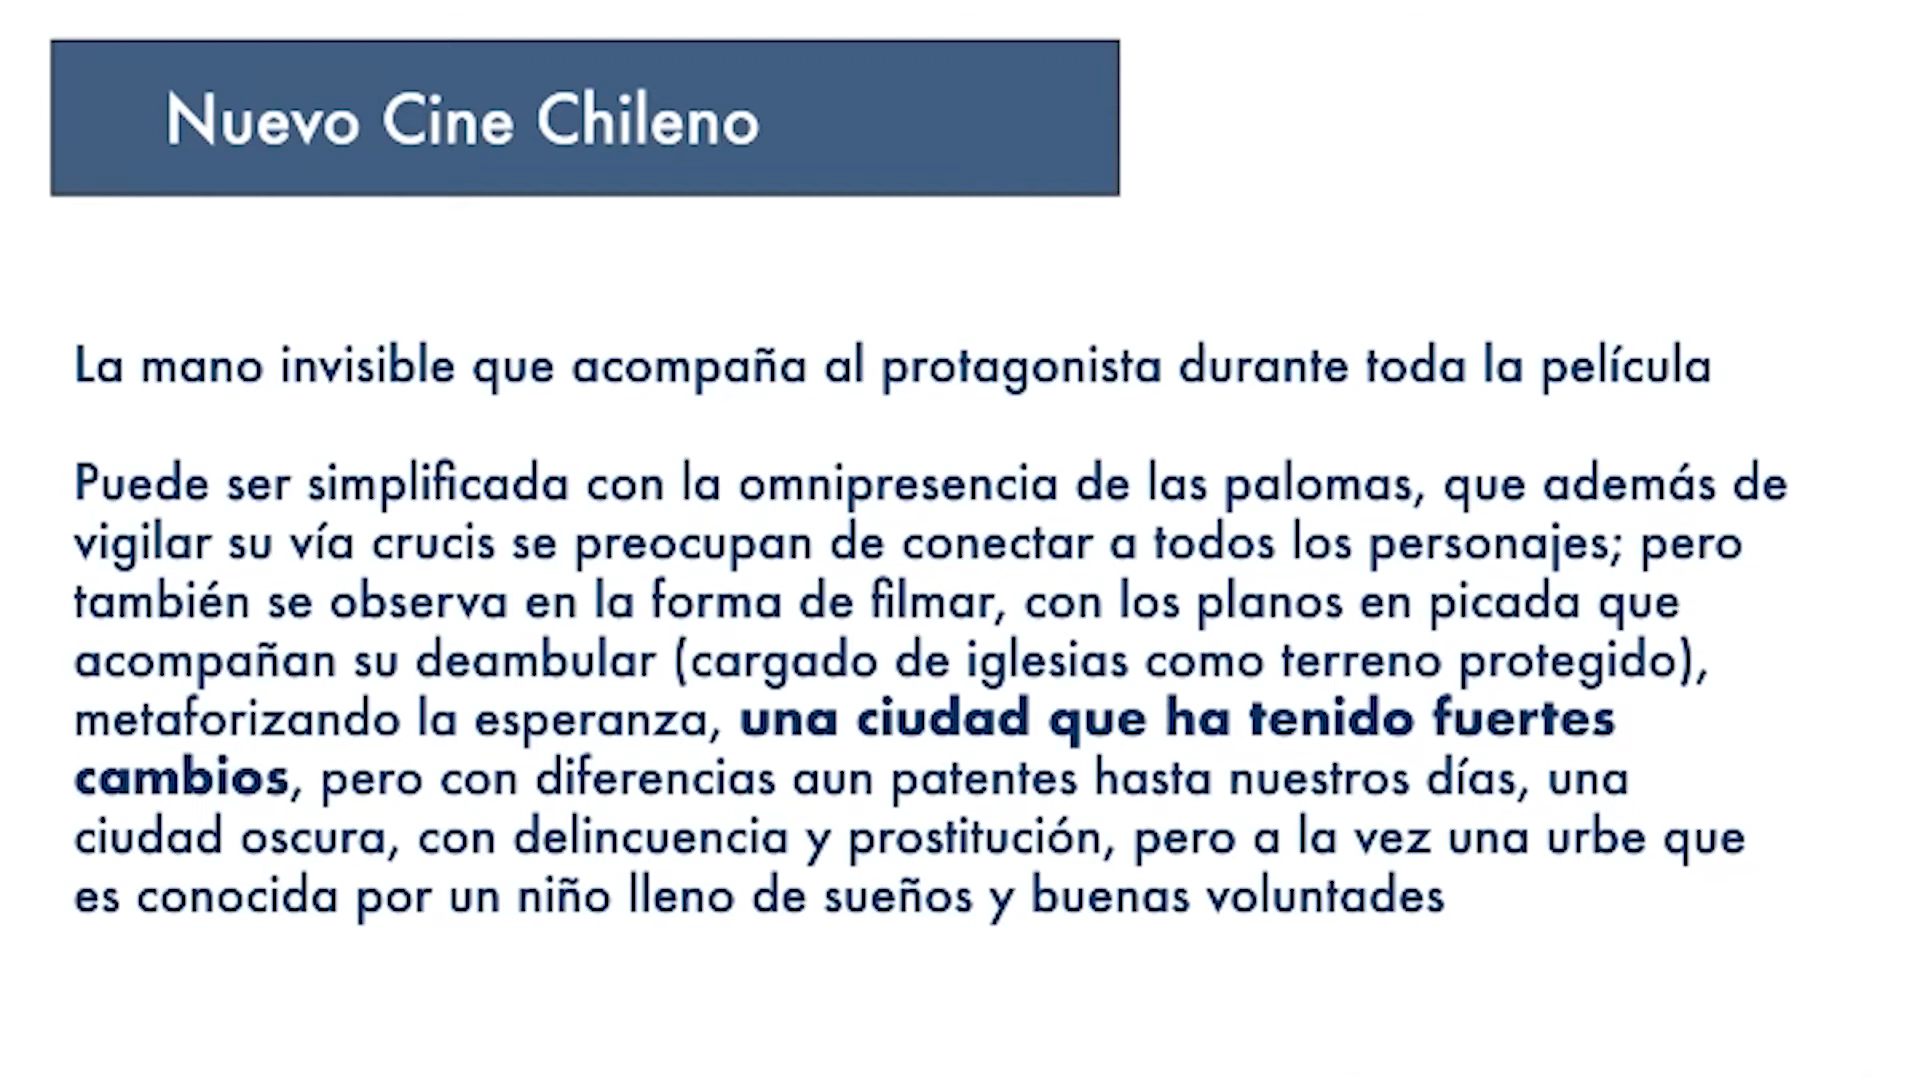 Nuevo Cine Chileno
La mano invisible que acompaña al protagonista durante toda la película
Puede ser simplificada con la omnipresencia de las palomas, que además de
vigilar su vía crucis se preocupan de conectar a todos los personajes; pero
también se observa en la forma de filmar, con los planos en picada que
acompañan su deambular (cargado de iglesias como terreno protegido),
metaforizando la esperanza, una ciudad que ha tenido fuertes
cambios, pero con diferencias aun patentes hasta nuestros días, una
ciudad oscura, con delincuencia y prostitución, pero a la vez una urbe que
es conocida por un niño lleno de sueños y buenas voluntades